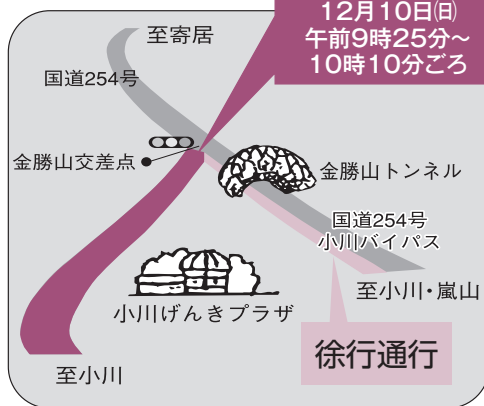 12月10日㈰
午前9時25分～
10時10分ごろ
至寄居
国道254号
金勝山交差点
金勝山トンネル
国道254号
小川バイパス
至小川・嵐山
小川げんきプラザ
徐行通行
至小川